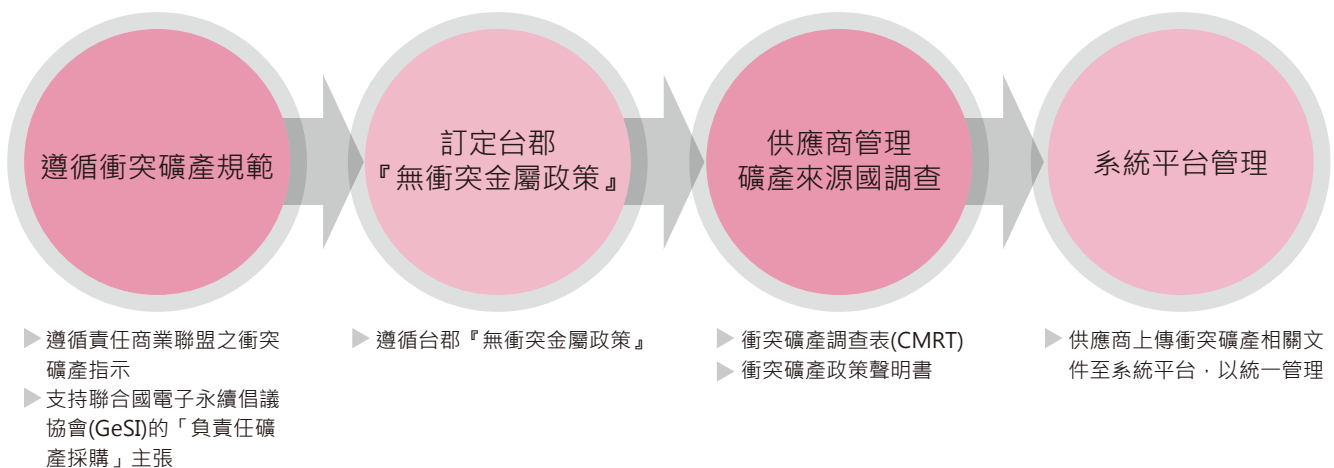 遵循衝突礦產規範
訂定台郡
『無衝突金屬政策』
供應商管理
礦產來源國調查
系統平台管理
遵循責任商業聯盟之衝突
礦產指示
支持聯合國電子永續倡議
協會(GeSI)的「負責任礦
產採購」主張
遵循台郡『無衝突金屬政策』
衝突礦產調查表(CMRT)
衝突礦產政策聲明書
供應商上傳衝突礦產相關文
件至系統平台，以統一管理